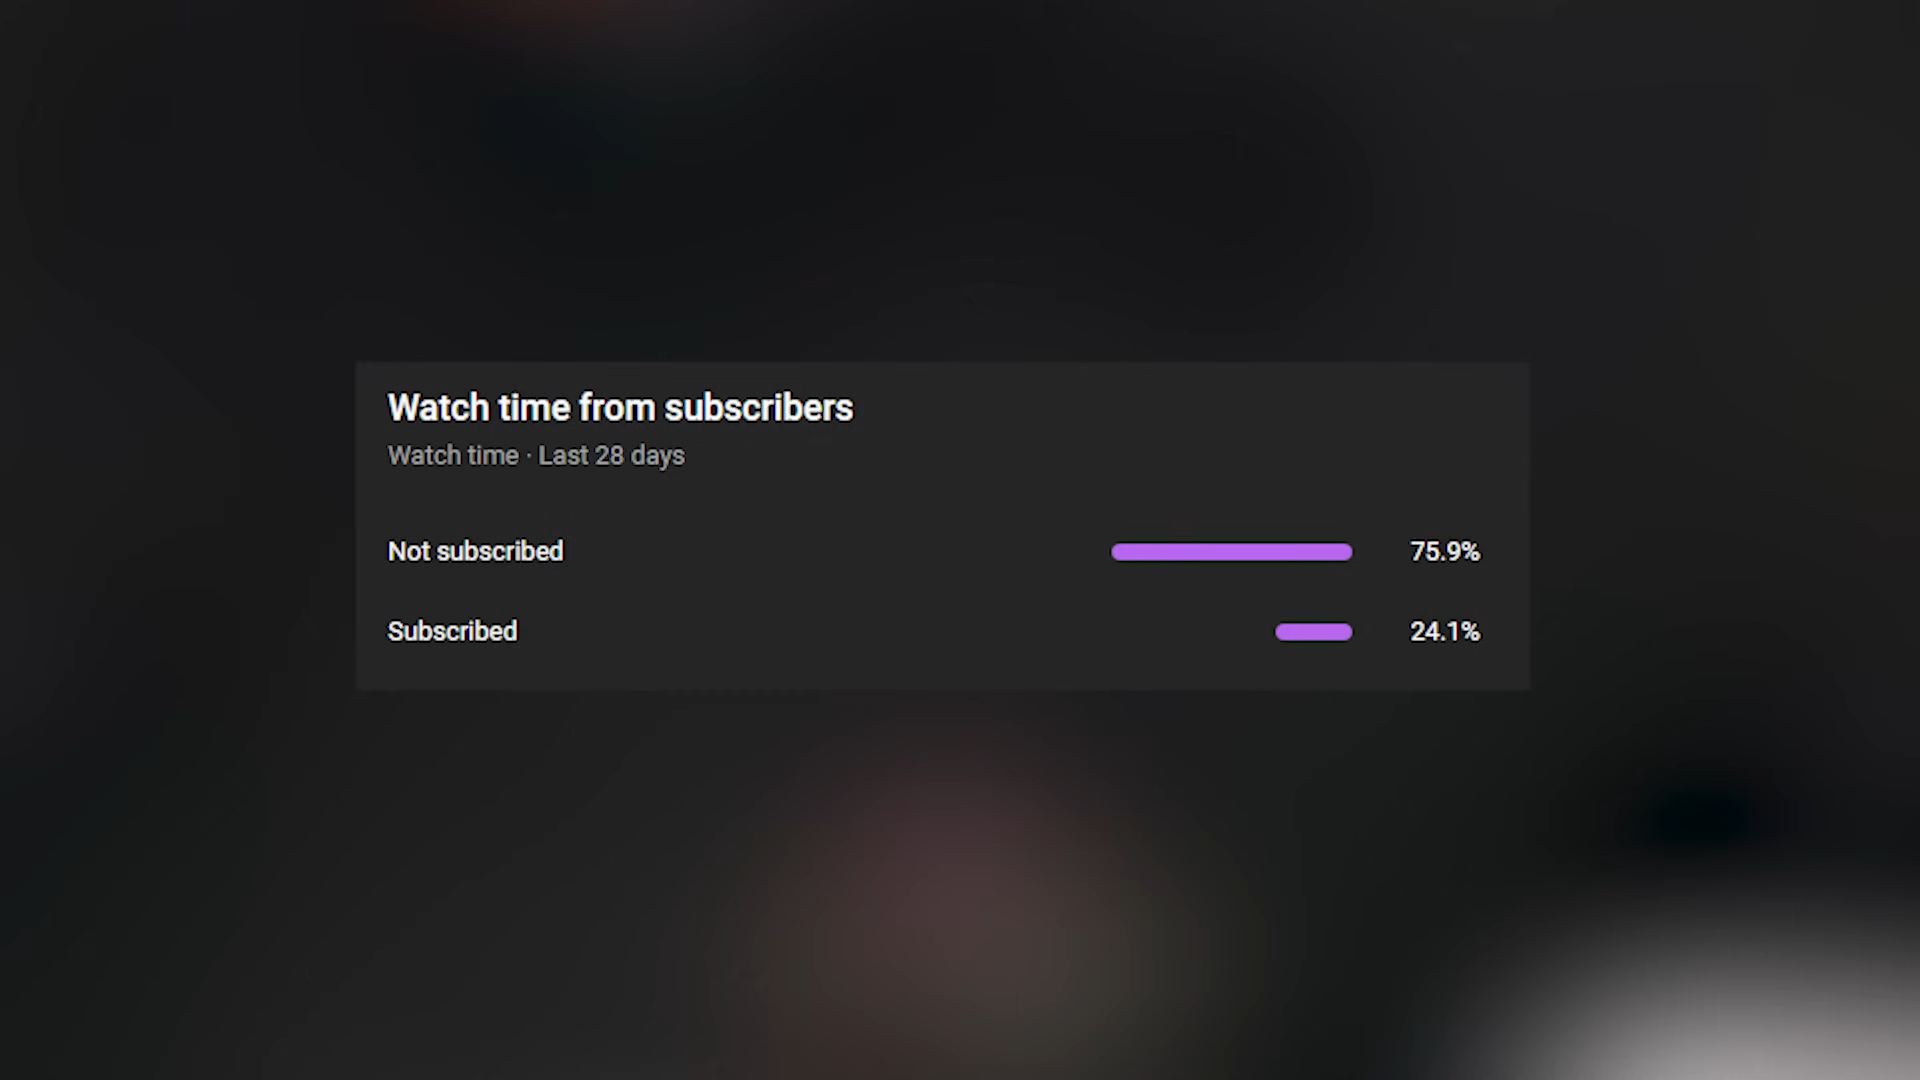 Watch time from subscribers
Watch time · Last 28 days
Not subscribed 75.9%
Subscribed 24.1%